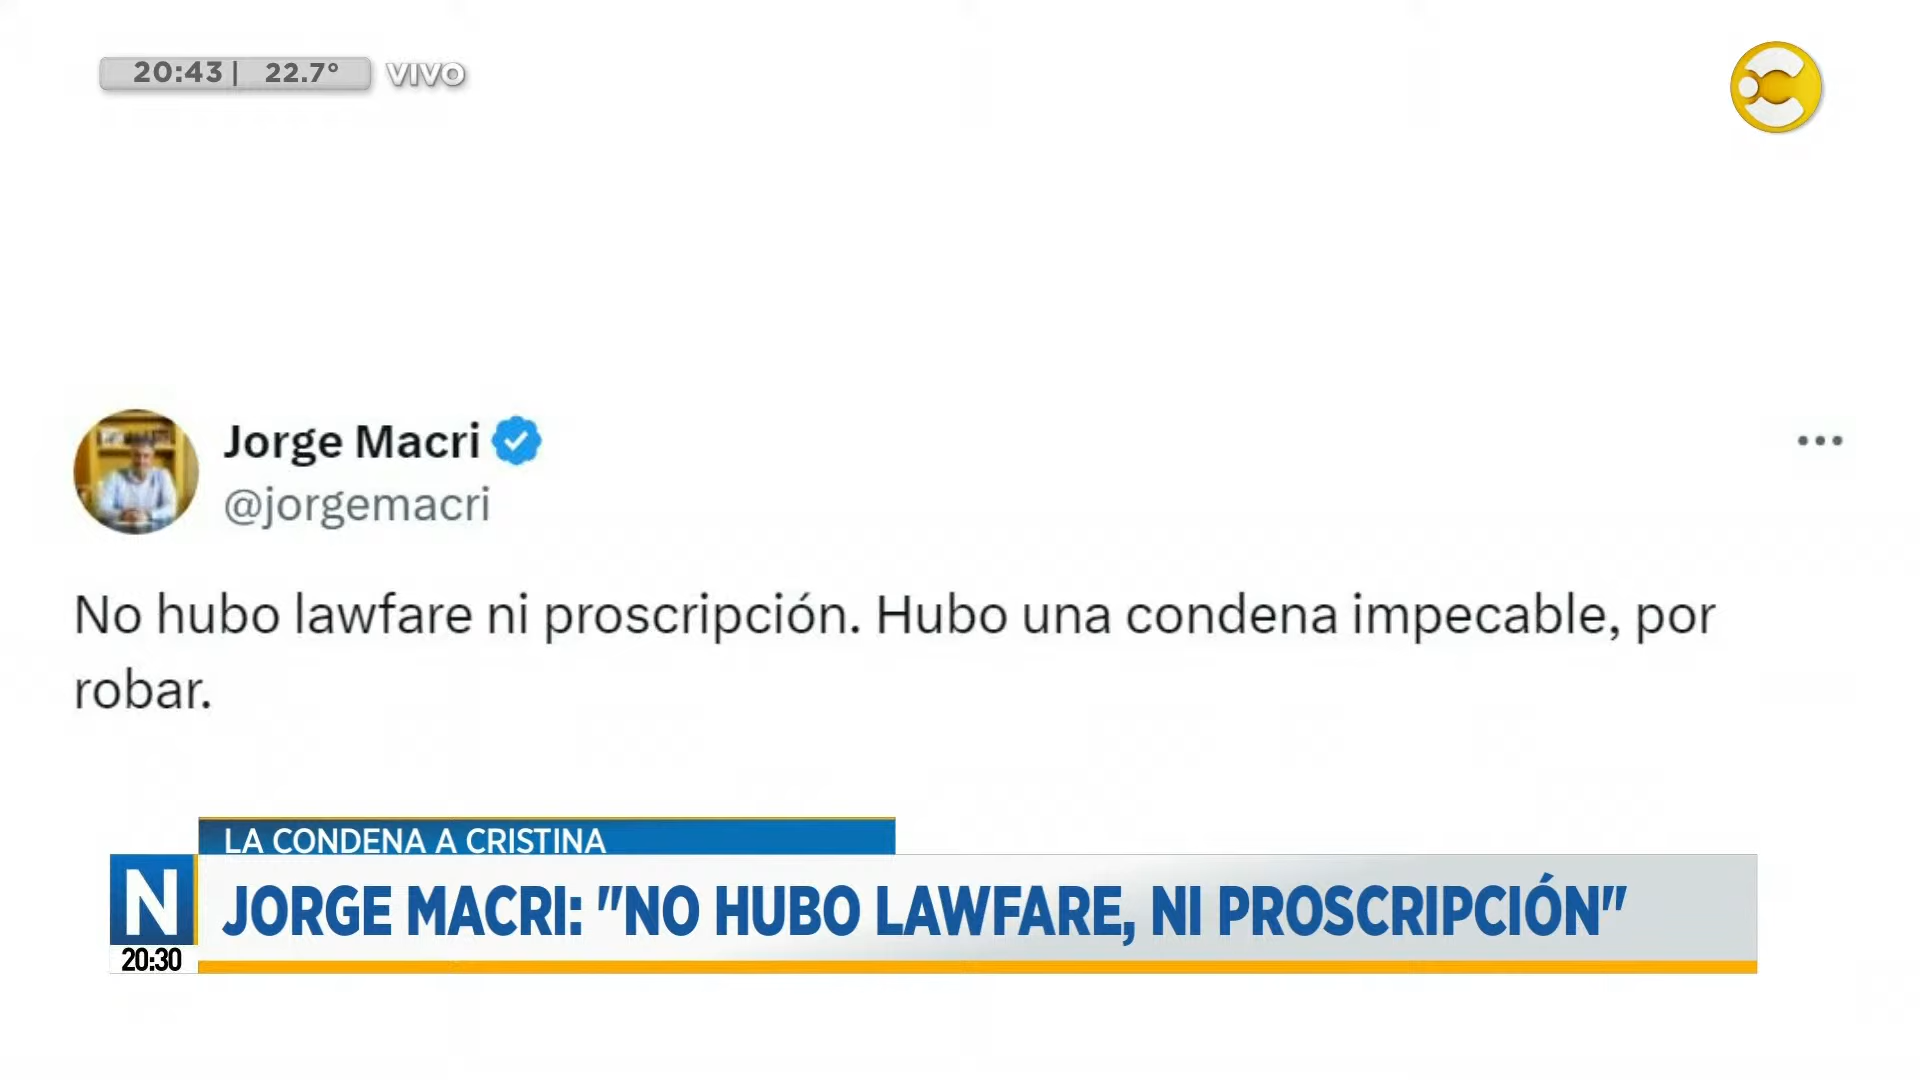 20:43 | 22.7° VIVO
Jorge Macri
@jorgemacri
No hubo lawfare ni proscripción. Hubo una condena impecable, por
robar.
LA CONDENA A CRISTINA
N
JORGE MACRI: "NO HUBO LAWFARE, NI PROSCRIPCIÓN"
20:30